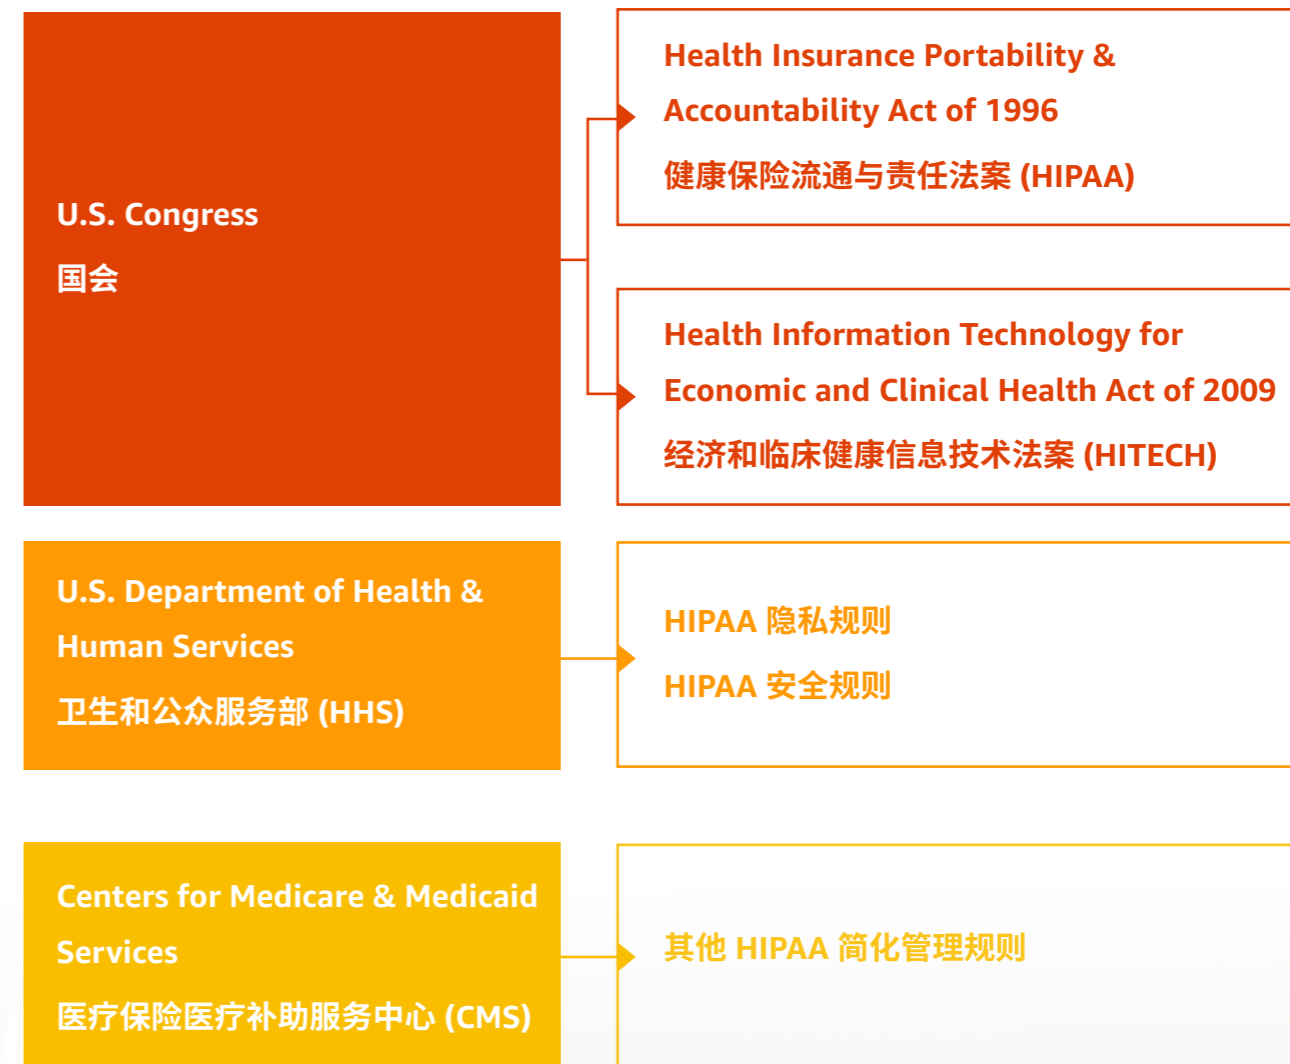 U.S. Congress
国会
Health Insurance Portability &
Accountability Act of 1996
健康保险流通与责任法案 (HIPAA)
Health Information Technology for
Economic and Clinical Health Act of 2009
经济和临床健康信息技术法案 (HITECH)
U.S. Department of Health &
Human Services
卫生和公众服务部 (HHS)
HIPAA 隐私规则
HIPAA 安全规则
Centers for Medicare & Medicaid
Services
医疗保险医疗补助服务中心 (CMS)
其他 HIPAA 简化管理规则